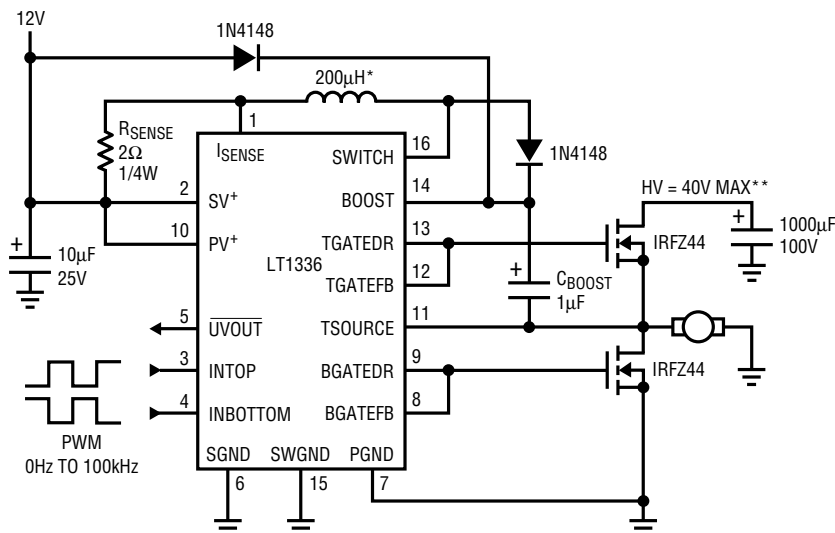 12V
1N4148
200μH*
1
RSENSE
2Ω
1/4W
ISENSE
16
SWITCH
1N4148
2
SV+
14
BOOST
HV = 40V MAX**
10
PV+
13
TGATEDR
+
1000μF
100V
IRFZ44
+
10μF
25V
LT1336
12
TGATEFB
+
CBOOST
1μF
5
UVOUT
11
TSOURCE
3
INTOP
9
BGATEDR
IRFZ44
4
INBOTTOM
8
BGATEFB
PWM
0Hz TO 100kHz
SGND
SWGND
PGND
6
15
7